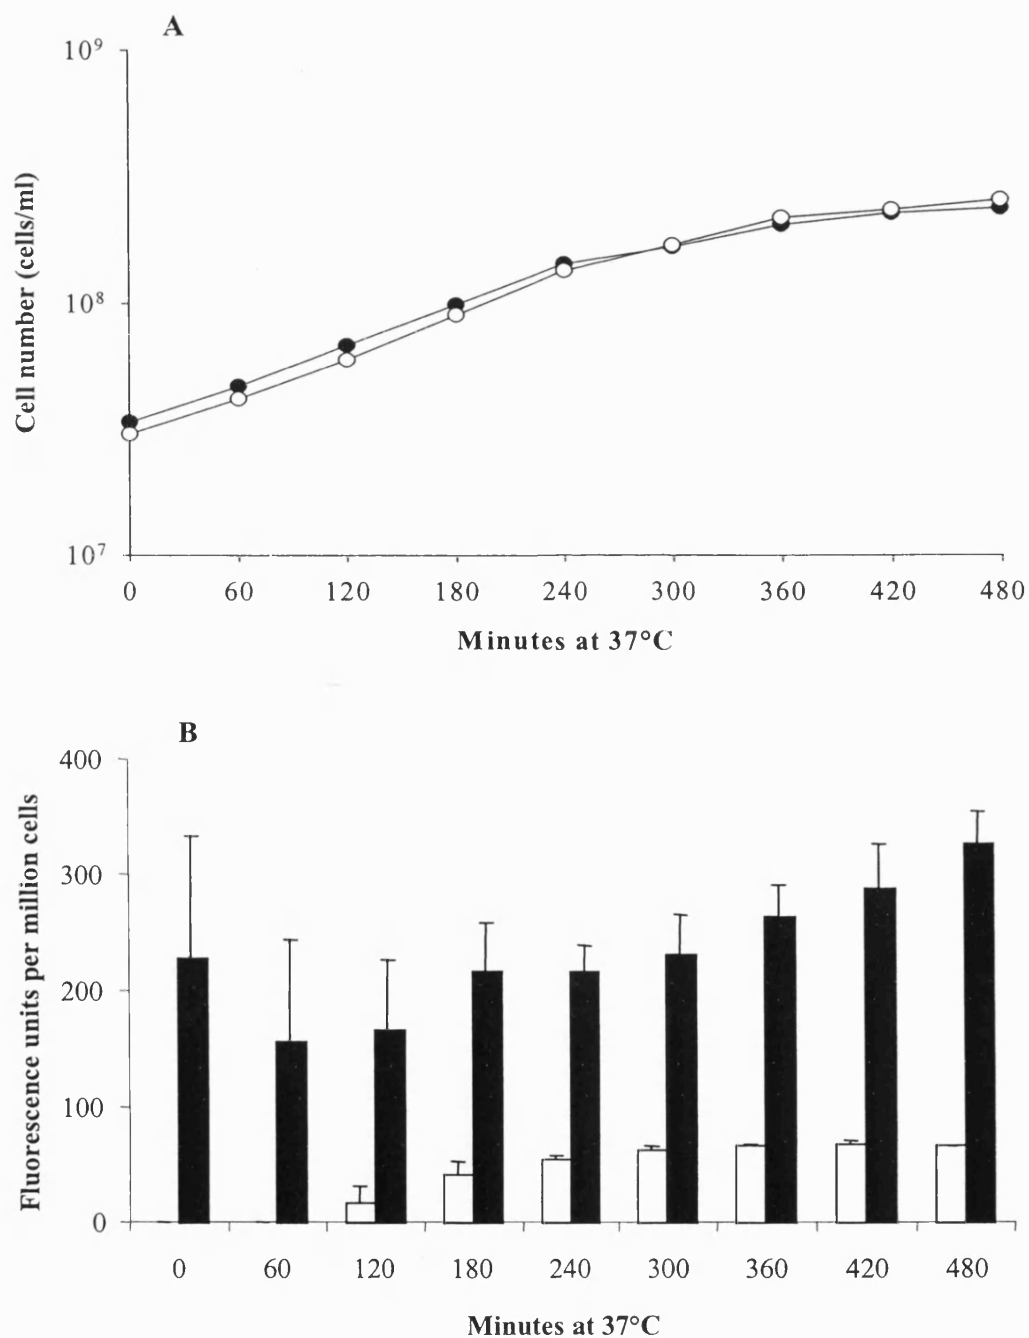 A
10⁹
10⁸
10⁷
Cell number (cells/ml)
0 60 120 180 240 300 360 420 480
Minutes at 37°C
B
400
300
200
100
0
Fluorescence units per million cells
0 60 120 180 240 300 360 420 480
Minutes at 37°C